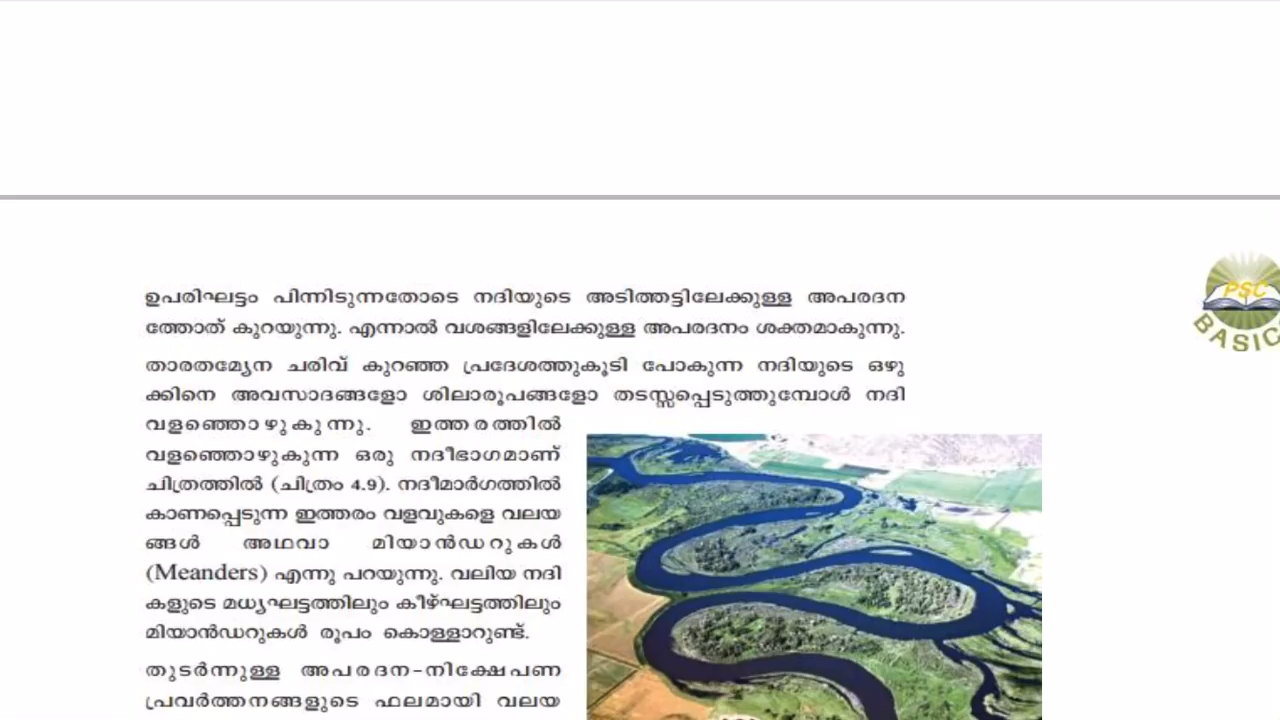 ഉപരിഘട്ടം പിന്നിടുന്നതോടെ നദിയുടെ അടിത്തട്ടിലേക്കുള്ള അപരദന
ത്തോത് കുറയുന്നു. എന്നാൽ വശങ്ങളിലേക്കുള്ള അപരദനം ശക്തമാകുന്നു.
താരതമ്യേന ചരിവ് കുറഞ്ഞ പ്രദേശത്തുകൂടി പോകുന്ന നദിയുടെ ഒഴു
ക്കിനെ അവസാദങ്ങളോ ശിലാരൂപങ്ങളോ തടസ്സപ്പെടുത്തുമ്പോൾ നദി
വളഞ്ഞൊഴുകുന്നു. ഇത്തരത്തിൽ
വളഞ്ഞൊഴുകുന്ന ഒരു നദീഭാഗമാണ്
ചിത്രത്തിൽ (ചിത്രം 4.9). നദീമാർഗത്തിൽ
കാണപ്പെടുന്ന ഇത്തരം വളവുകളെ വലയ
ങ്ങൾ അഥവാ മിയാൻഡറുകൾ
(Meanders) എന്നു പറയുന്നു. വലിയ നദി
കളുടെ മധ്യഘട്ടത്തിലും കീഴ്ഘട്ടത്തിലും
മിയാൻഡറുകൾ രൂപം കൊള്ളാറുണ്ട്.
തുടർന്നുള്ള അപരദന-നിക്ഷേപണ
പ്രവർത്തനങ്ങളുടെ ഫലമായി വലയ
PSC
BASIC